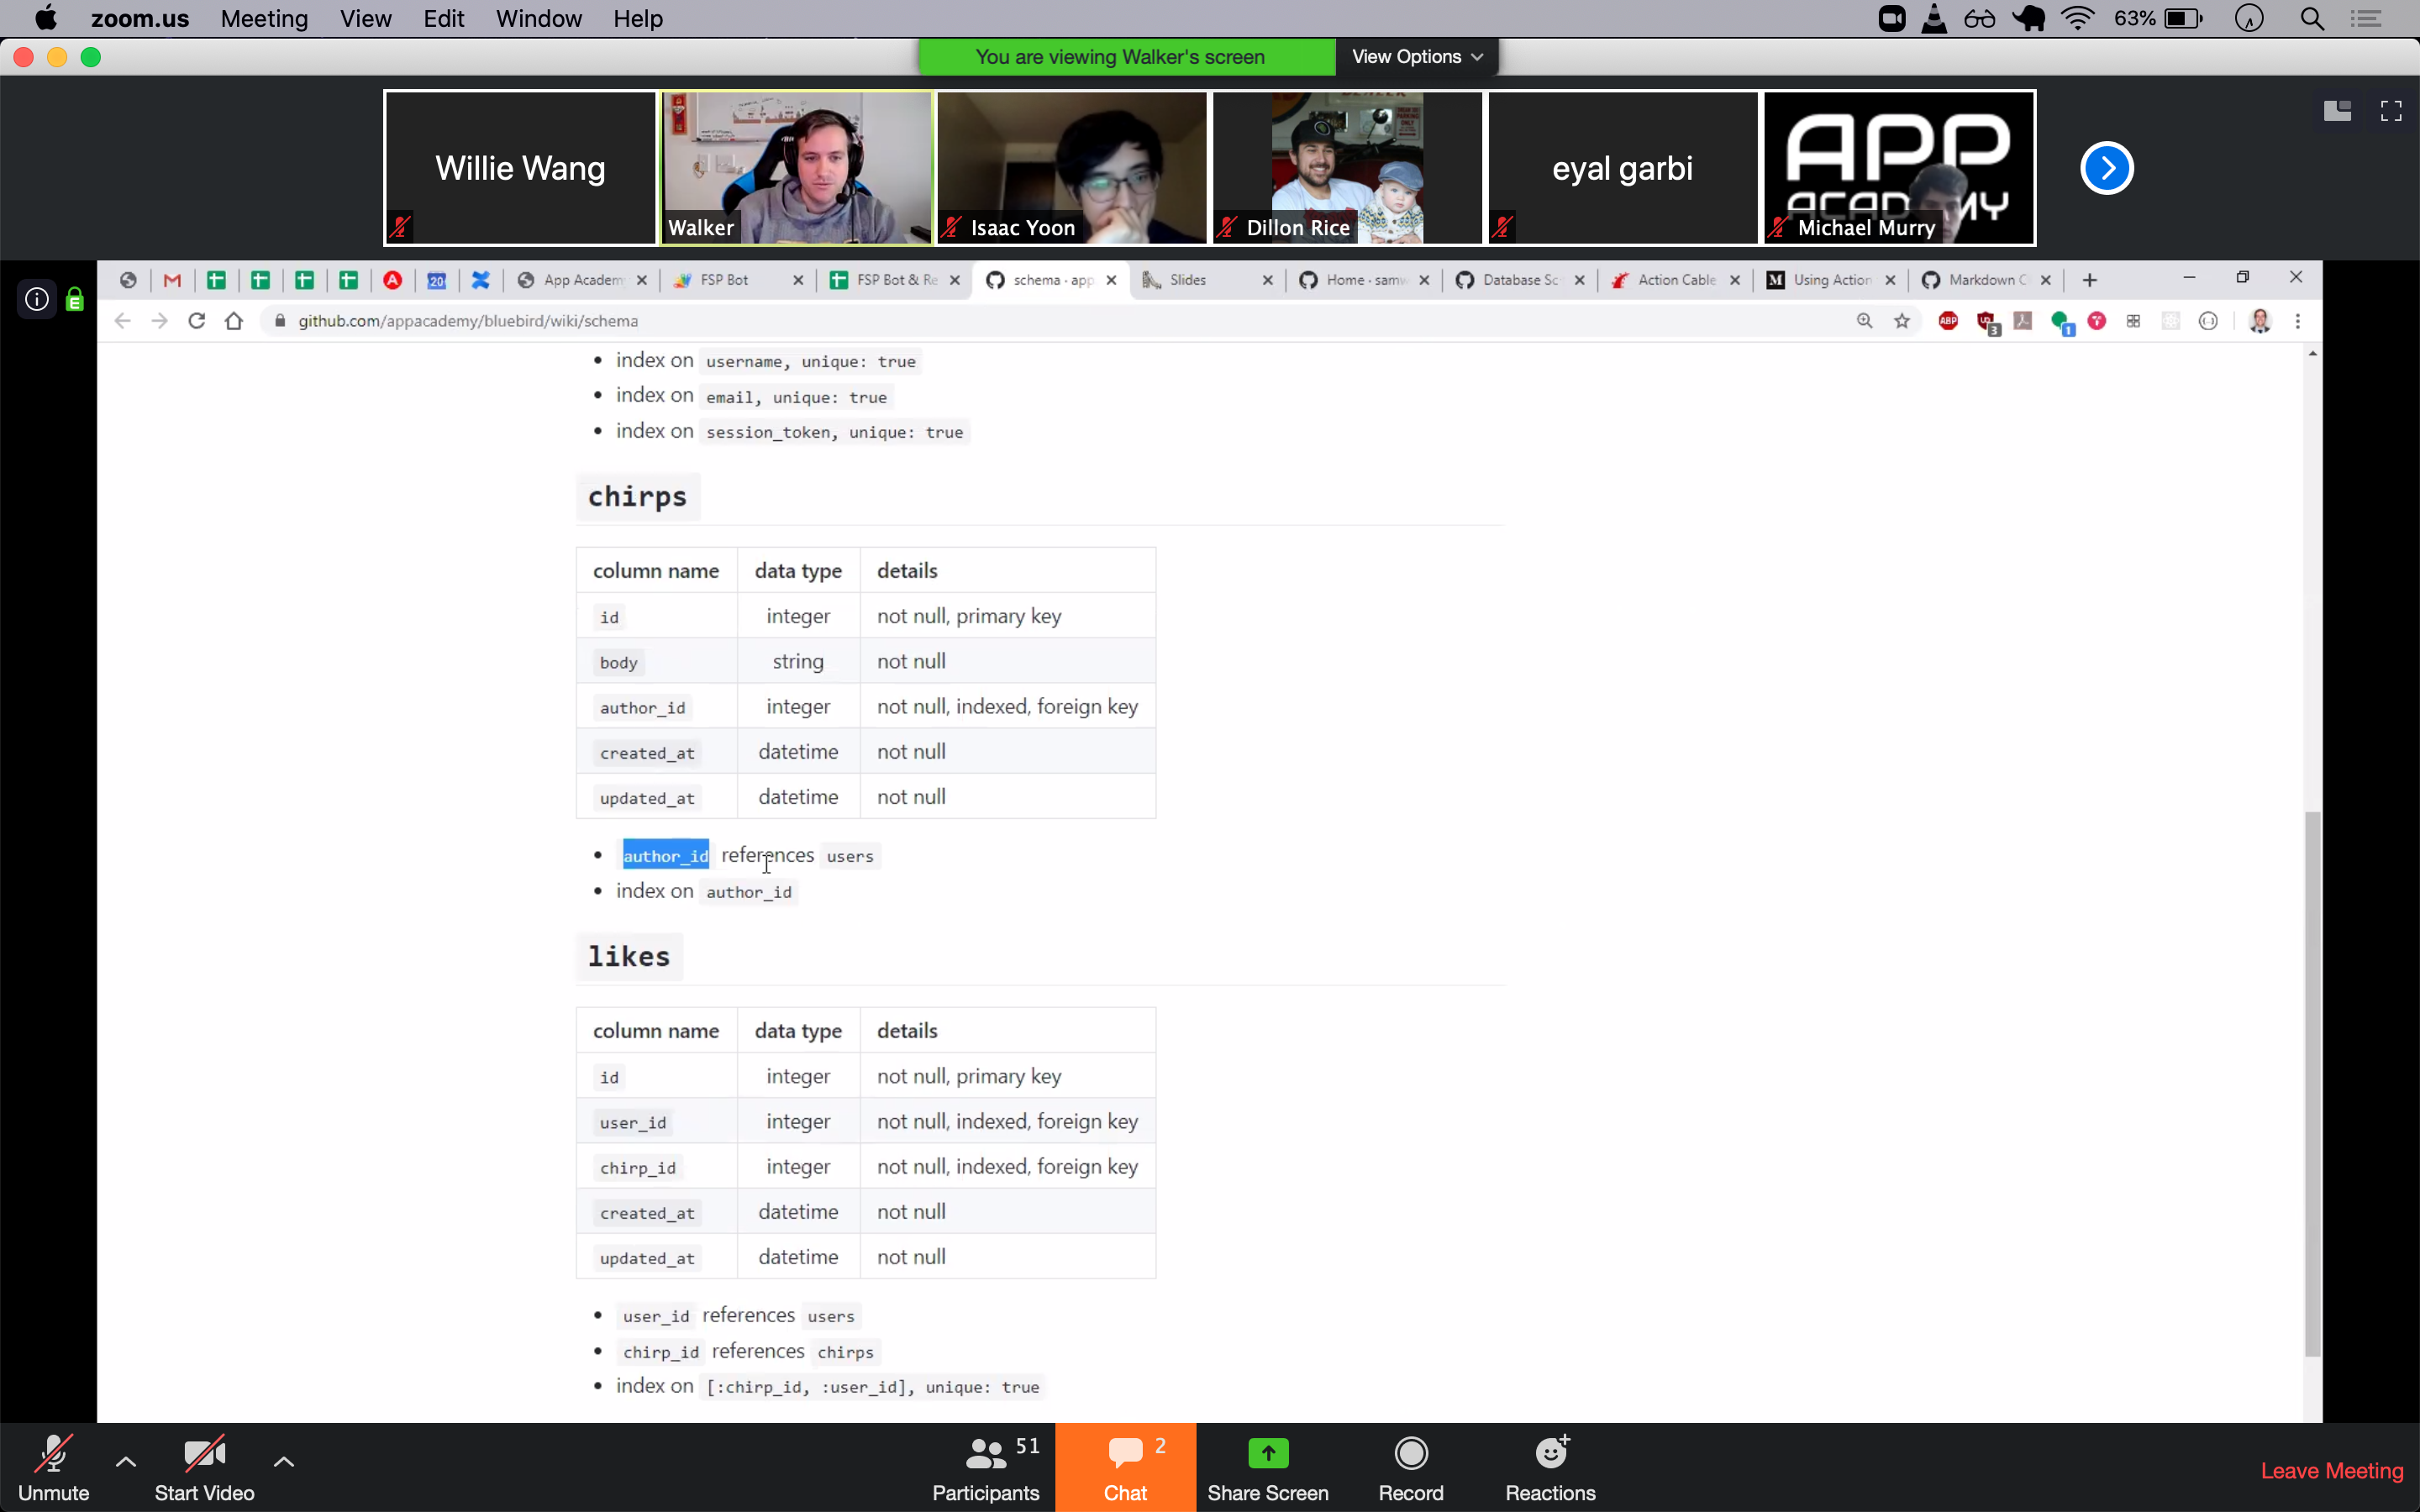 zoom.us Meeting View Edit Window Help 63%
You are viewing Walker's screen View Options
Willie Wang
Walker
Isaac Yoon
Dillon Rice
eyal garbi
APP
ACADEMY
Michael Murry
20 App Academ FSP Bot FSP Bot & Re schema · app Slides Home · samw Database Sc Action Cable Using Action Markdown C
github.com/appacademy/bluebird/wiki/schema ABP 3 1
index on username, unique: true
index on email, unique: true
index on session_token, unique: true
chirps
column name data type details
id integer not null, primary key
body string not null
author_id integer not null, indexed, foreign key
created_at datetime not null
updated_at datetime not null
author_id references users
index on author_id
likes
column name data type details
id integer not null, primary key
user_id integer not null, indexed, foreign key
chirp_id integer not null, indexed, foreign key
created_at datetime not null
updated_at datetime not null
user_id references users
chirp_id references chirps
index on [:chirp_id, :user_id], unique: true
Unmute Start Video Participants 51 Chat 2 Share Screen Record Reactions Leave Meeting